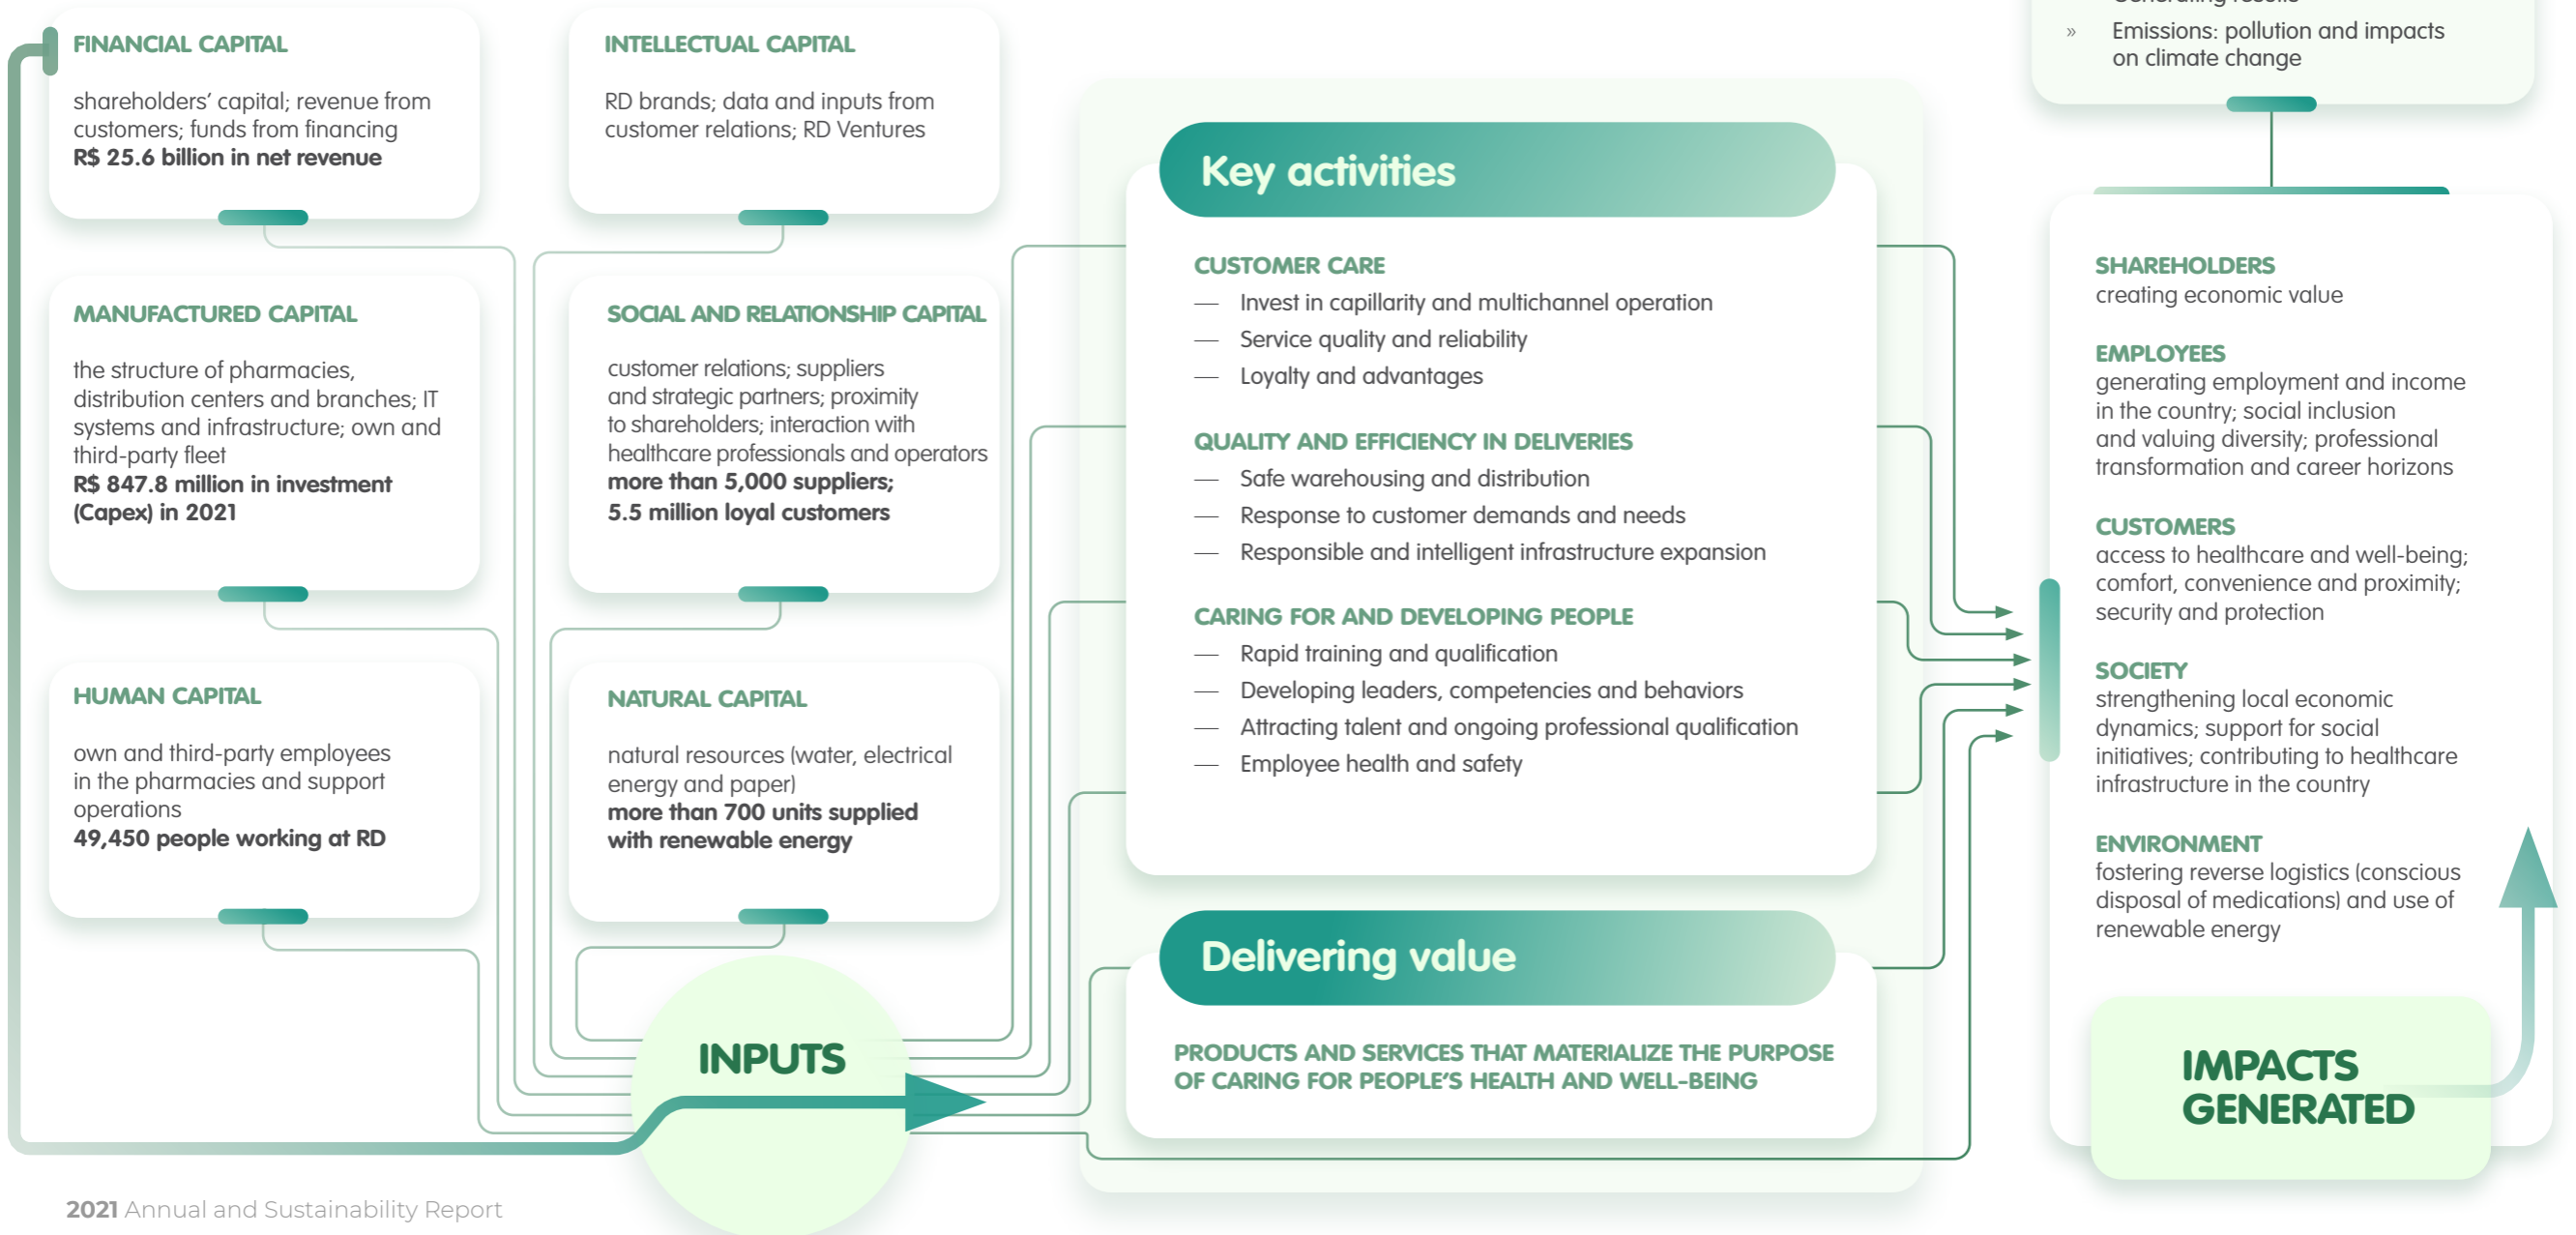 FINANCIAL CAPITAL
shareholders’ capital; revenue from
customers; funds from financing
R$ 25.6 billion in net revenue
INTELLECTUAL CAPITAL
RD brands; data and inputs from
customer relations; RD Ventures
MANUFACTURED CAPITAL
the structure of pharmacies,
distribution centers and branches; IT
systems and infrastructure; own and
third-party fleet
R$ 847.8 million in investment
(Capex) in 2021
SOCIAL AND RELATIONSHIP CAPITAL
customer relations; suppliers
and strategic partners; proximity
to shareholders; interaction with
healthcare professionals and operators
more than 5,000 suppliers;
5.5 million loyal customers
HUMAN CAPITAL
own and third-party employees
in the pharmacies and support
operations
49,450 people working at RD
NATURAL CAPITAL
natural resources (water, electrical
energy and paper)
more than 700 units supplied
with renewable energy
INPUTS
Key activities
CUSTOMER CARE
— Invest in capillarity and multichannel operation
— Service quality and reliability
— Loyalty and advantages
QUALITY AND EFFICIENCY IN DELIVERIES
— Safe warehousing and distribution
— Response to customer demands and needs
— Responsible and intelligent infrastructure expansion
CARING FOR AND DEVELOPING PEOPLE
— Rapid training and qualification
— Developing leaders, competencies and behaviors
— Attracting talent and ongoing professional qualification
— Employee health and safety
Delivering value
PRODUCTS AND SERVICES THAT MATERIALIZE THE PURPOSE
OF CARING FOR PEOPLE’S HEALTH AND WELL-BEING
Generating results
» Emissions: pollution and impacts
on climate change
SHAREHOLDERS
creating economic value
EMPLOYEES
generating employment and income
in the country; social inclusion
and valuing diversity; professional
transformation and career horizons
CUSTOMERS
access to healthcare and well-being;
comfort, convenience and proximity;
security and protection
SOCIETY
strengthening local economic
dynamics; support for social
initiatives; contributing to healthcare
infrastructure in the country
ENVIRONMENT
fostering reverse logistics (conscious
disposal of medications) and use of
renewable energy
IMPACTS
GENERATED
2021 Annual and Sustainability Report